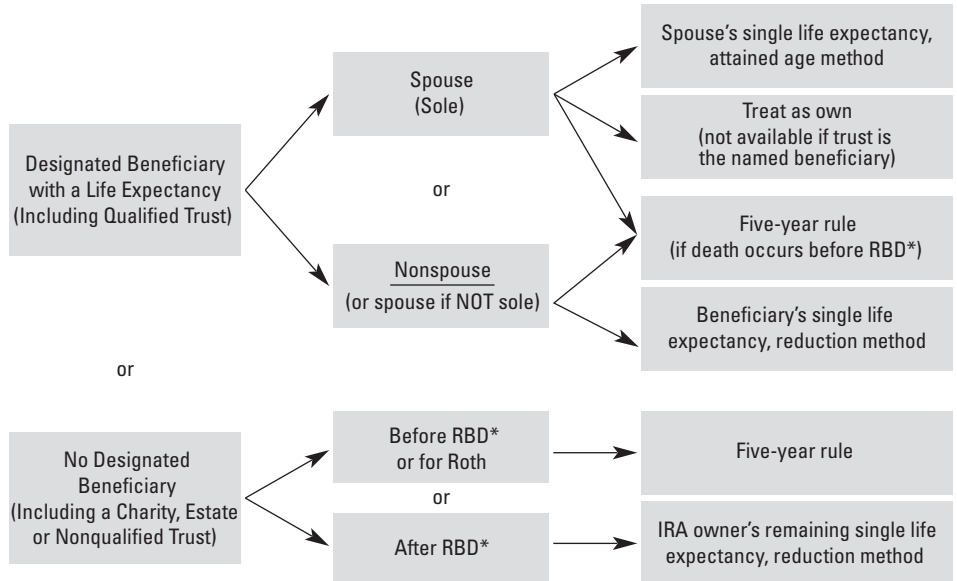 Designated Beneficiary
with a Life Expectancy
(Including Qualified Trust)
or
No Designated
Beneficiary
(Including a Charity, Estate
or Nonqualified Trust)
Spouse
(Sole)
or
Nonspouse
(or spouse if NOT sole)
Before RBD*
or for Roth
or
After RBD*
Spouse's single life expectancy,
attained age method
Treat as own
(not available if trust is
the named beneficiary)
Five-year rule
(if death occurs before RBD*)
Beneficiary's single life
expectancy, reduction method
Five-year rule
IRA owner's remaining single life
expectancy, reduction method